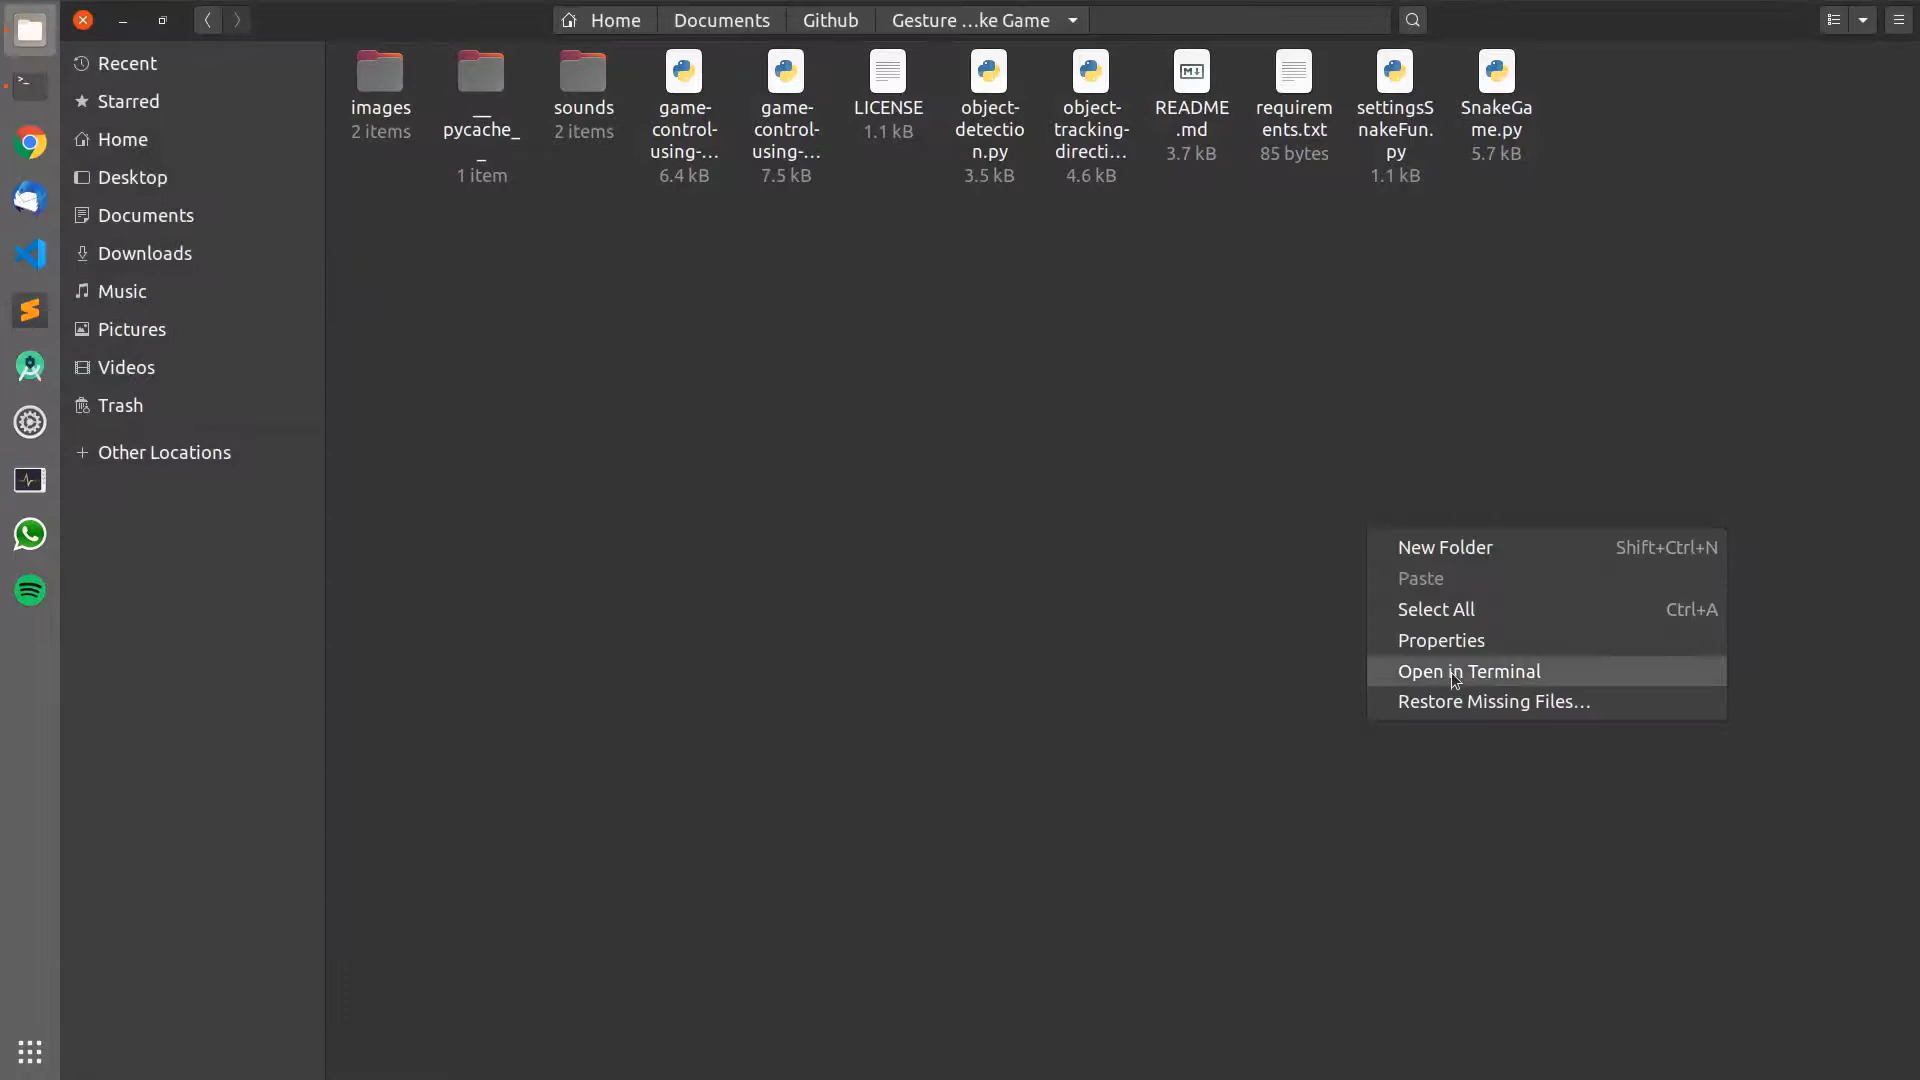 Home
Documents
Github
Gesture …ke Game
Recent
Starred
Home
Desktop
Documents
Downloads
Music
Pictures
Videos
Trash
Other Locations
images
2 items
__
pycache_
_
1 item
sounds
2 items
game-
control-
using-…
6.4 kB
game-
control-
using-…
7.5 kB
LICENSE
1.1 kB
object-
detectio
n.py
3.5 kB
object-
tracking-
directi…
4.6 kB
README
.md
3.7 kB
requirem
ents.txt
85 bytes
settingsS
nakeFun.
py
1.1 kB
SnakeGa
me.py
5.7 kB
New Folder Shift+Ctrl+N
Paste
Select All Ctrl+A
Properties
Open in Terminal
Restore Missing Files…